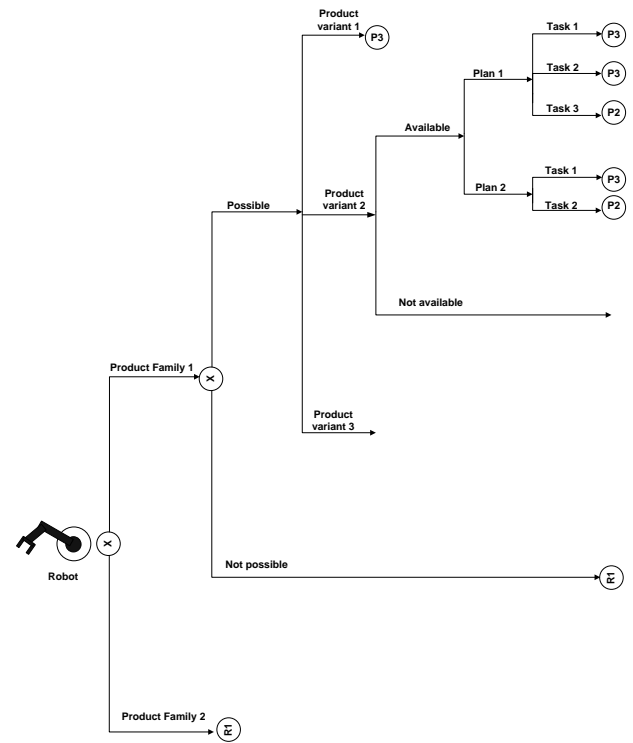 Product
variant 1
P3
Task 1
P3
Plan 1
Task 2
P3
Available
Task 3
P2
Possible
Product
variant 2
Plan 2
Task 1
P3
Task 2
P2
Not available
Product Family 1
X
Product
variant 3
X
Robot
Not possible
R1
Product Family 2
R1